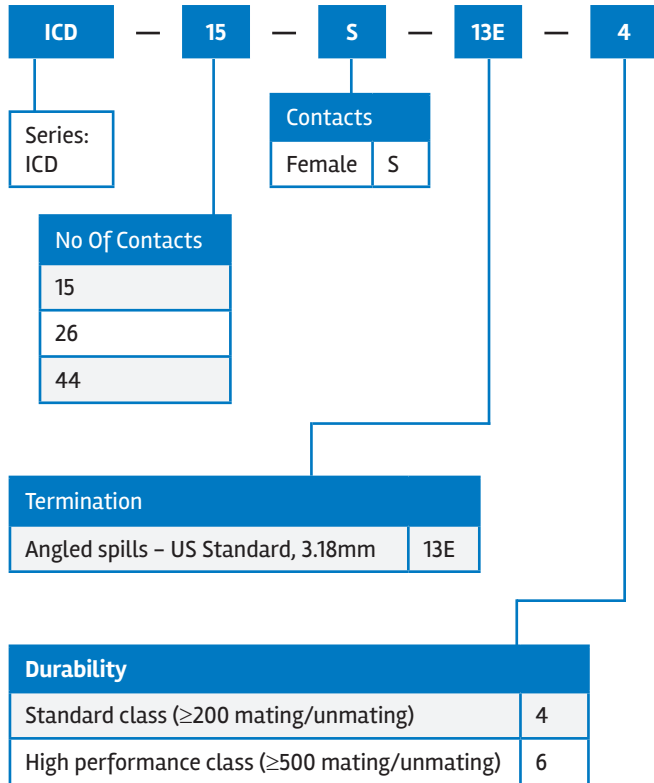 ICD — 15 — S — 13E — 4
Series:
ICD
Contacts
Female S
No Of Contacts
15
26
44
Termination
Angled spills – US Standard, 3.18mm 13E
Durability
Standard class (≥200 mating/unmating) 4
High performance class (≥500 mating/unmating) 6